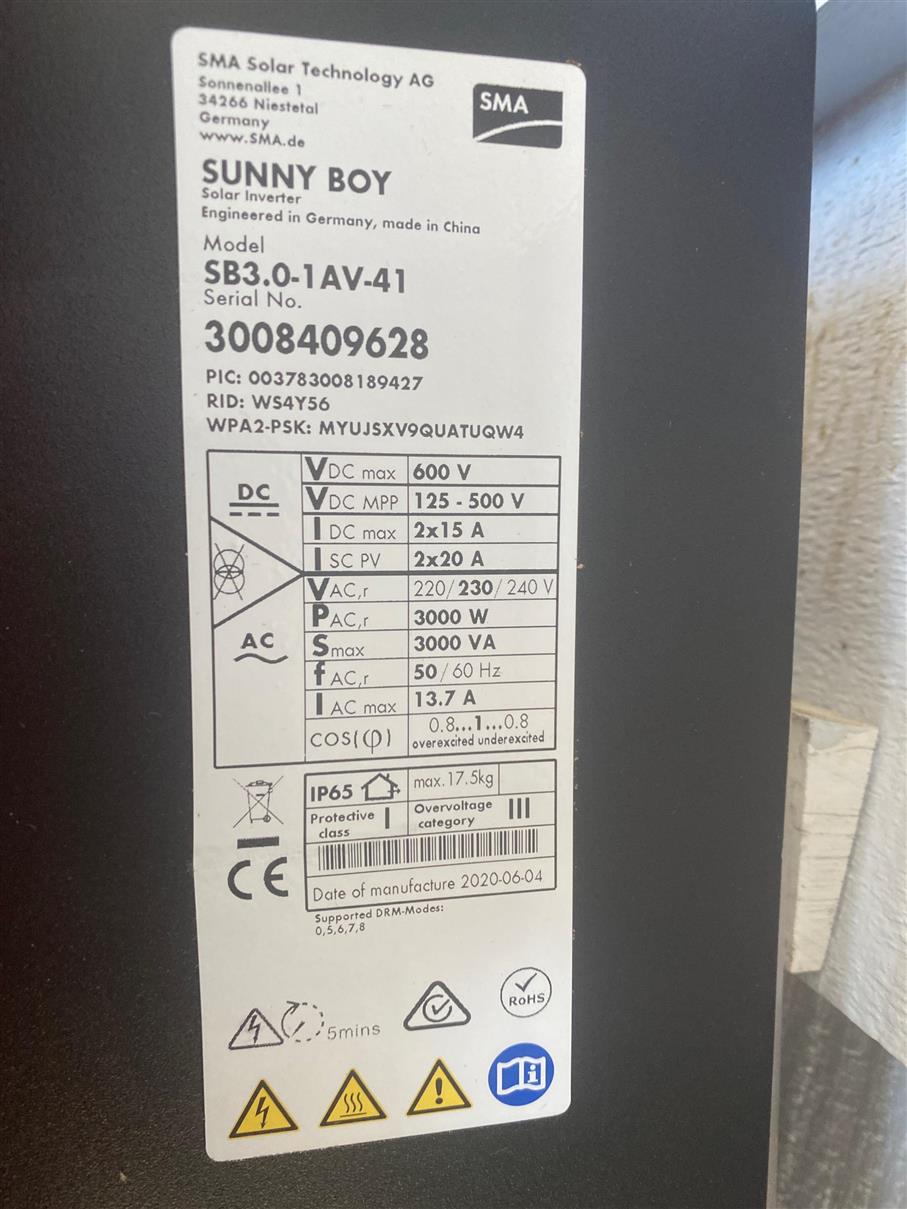 SMA Solar Technology AG
Sonnenallee 1
34266 Niestetal
Germany
www.SMA.de
SMA
SUNNY BOY
Solar Inverter
Engineered in Germany, made in China
Model
SB3.0-1AV-41
Serial No.
3008409628
PIC: 003783008189427
RID: WS4Y56
WPA2-PSK: MYUJSXV9QUATUQW4
DC
VDC max 600 V
VDC MPP 125 - 500 V
I DC max 2x15 A
I SC PV 2x20 A
AC
VAC,r 220/230/240 V
PAC,r 3000 W
Smax 3000 VA
fAC,r 50/60 Hz
I AC max 13.7 A
cos(φ) 0.8...1...0.8
overexcited underexcited
IP65 max.17.5kg
Protective class I Overvoltage category III
CE
Date of manufacture 2020-06-04
Supported DRM-Modes:
0,5,6,7,8
5mins
RoHS